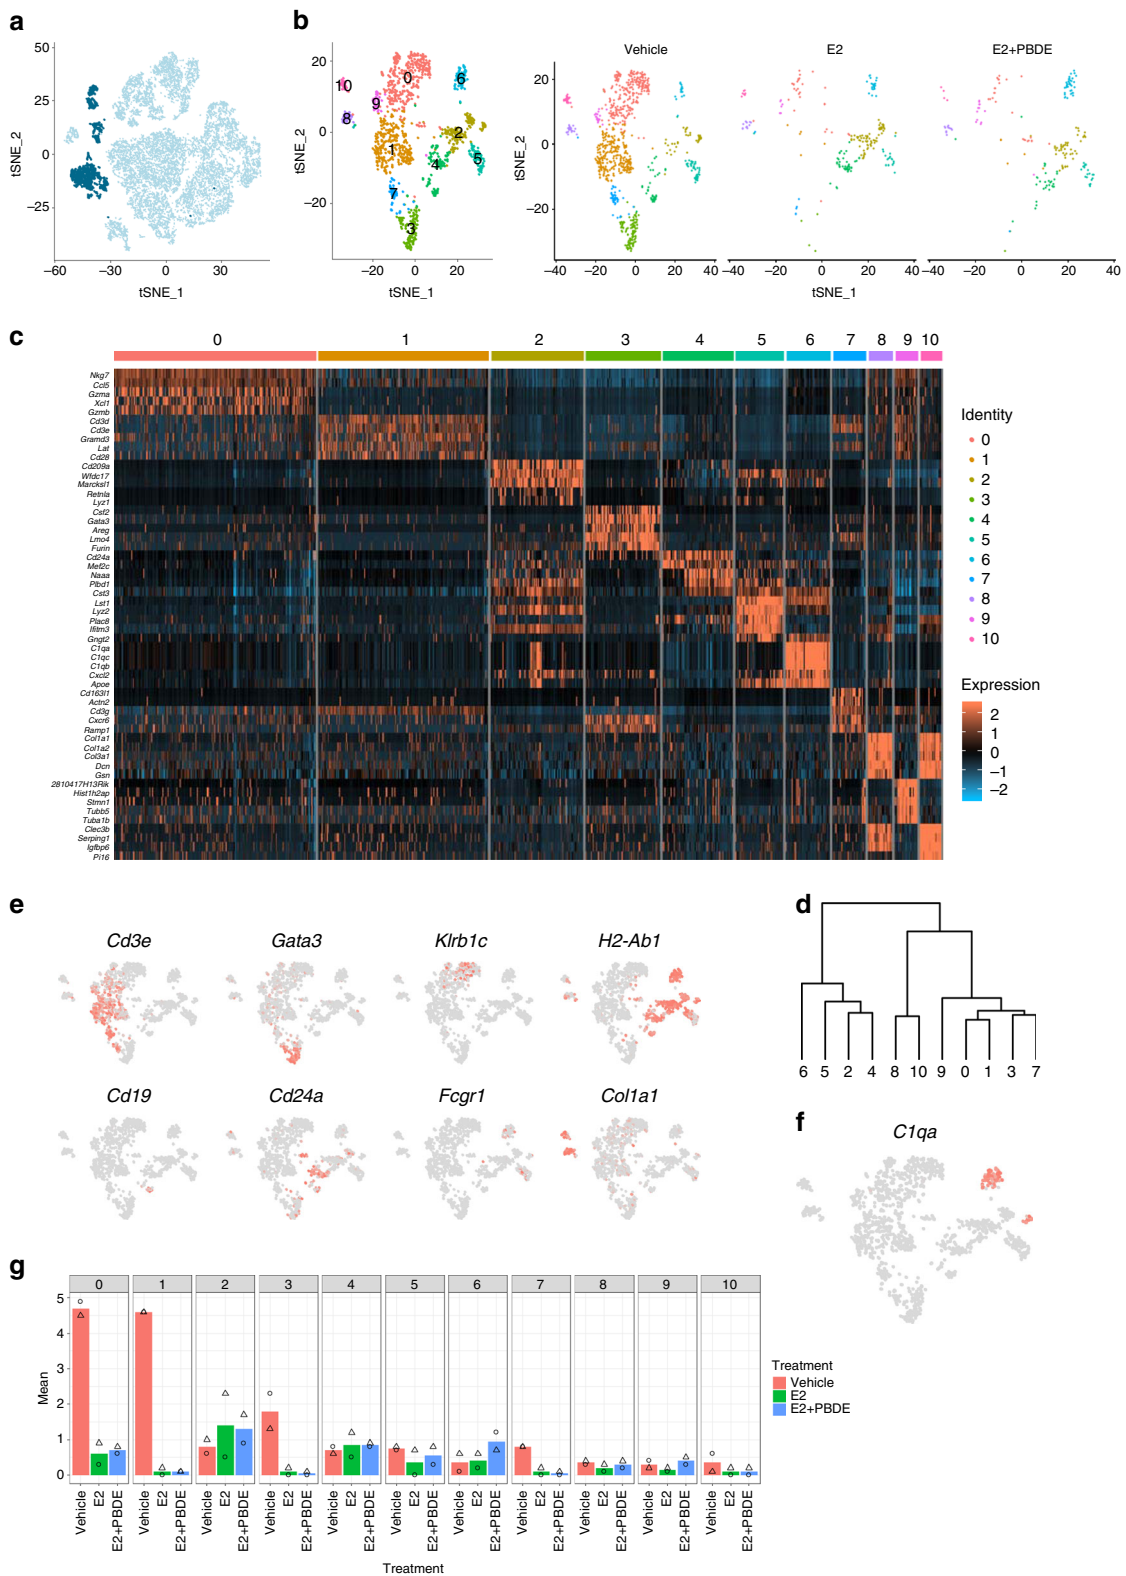 a
50
25
0
−25
tSNE_2
−60
−30
0
30
tSNE_1
b
20
0
−20
tSNE_2
−20
0
20
tSNE_1
0
1
2
3
4
5
6
7
8
9
10
Vehicle
E2
E2+PBDE
20
0
−20
tSNE_2
−40
−20
0
20
40
−40
−20
0
20
40
−40
−20
0
20
40
tSNE_1
c
0 1 2 3 4 5 6 7 8 9 10
Nkg7
Ccl5
Gzma
Xcl1
Gzmb
Cd3d
Cd3e
Gramd3
Lat
Cd28
Cd209a
Wfdc17
Marcksl1
Retnla
Lyz1
Csf2
Gata3
Areg
Lmo4
Furin
Cd24a
Mef2c
Naaa
Plbd1
Cst3
Lst1
Lyz2
Plac8
Ifitm3
Gngt2
C1qa
C1qc
C1qb
Cxcl2
Apoe
Cd163l1
Actn2
Cd3g
Cxcr6
Ramp1
Col1a1
Col1a2
Col3a1
Dcn
Gsn
2810417H13Rik
Hist1h2ap
Stmn1
Tubb5
Tuba1b
Clec3b
Serping1
Igfbp6
Pi16
Identity
0
1
2
3
4
5
6
7
8
9
10
Expression
2
1
0
−1
−2
e
Cd3e
Gata3
Klrb1c
H2-Ab1
Cd19
Cd24a
Fcgr1
Col1a1
d
6 5 2 4 8 10 9 0 1 3 7
f
C1qa
g
0 1 2 3 4 5 6 7 8 9 10
5
4
3
2
1
0
Mean
Vehicle
E2
E2+PBDE
Vehicle
E2
E2+PBDE
Vehicle
E2
E2+PBDE
Vehicle
E2
E2+PBDE
Vehicle
E2
E2+PBDE
Vehicle
E2
E2+PBDE
Vehicle
E2
E2+PBDE
Vehicle
E2
E2+PBDE
Vehicle
E2
E2+PBDE
Vehicle
E2
E2+PBDE
Vehicle
E2
E2+PBDE
Treatment
Treatment
Vehicle
E2
E2+PBDE